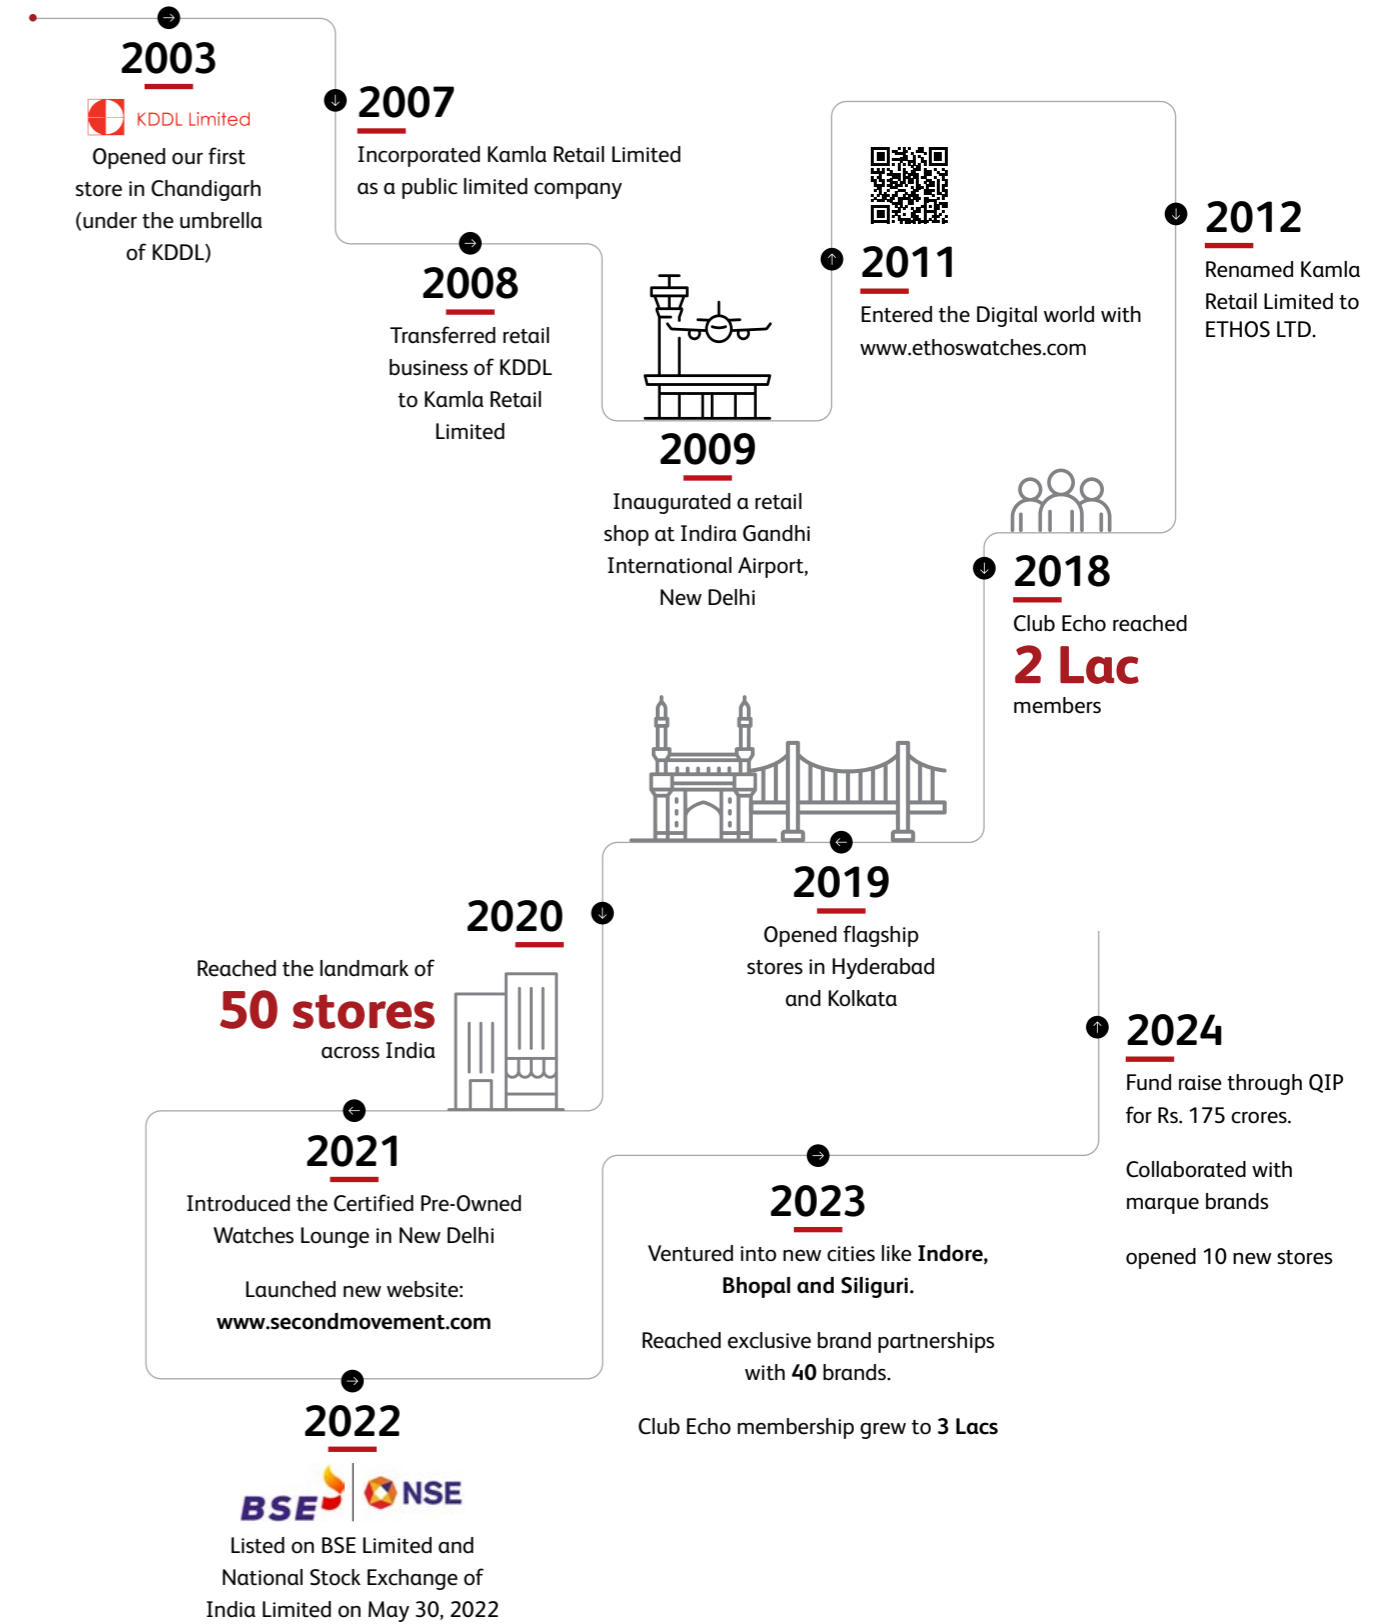 2003
KDDL Limited
Opened our first
store in Chandigarh
(under the umbrella
of KDDL)
2007
Incorporated Kamla Retail Limited
as a public limited company
2008
Transferred retail
business of KDDL
to Kamla Retail
Limited
2009
Inaugurated a retail
shop at Indira Gandhi
International Airport,
New Delhi
2011
Entered the Digital world with
www.ethoswatches.com
2012
Renamed Kamla
Retail Limited to
ETHOS LTD.
2018
Club Echo reached
2 Lac
members
2019
Opened flagship
stores in Hyderabad
and Kolkata
2020
Reached the landmark of
50 stores
across India
2021
Introduced the Certified Pre-Owned
Watches Lounge in New Delhi
Launched new website:
www.secondmovement.com
2022
BSE NSE
Listed on BSE Limited and
National Stock Exchange of
India Limited on May 30, 2022
2023
Ventured into new cities like Indore,
Bhopal and Siliguri.
Reached exclusive brand partnerships
with 40 brands.
Club Echo membership grew to 3 Lacs
2024
Fund raise through QIP
for Rs. 175 crores.
Collaborated with
marque brands
opened 10 new stores